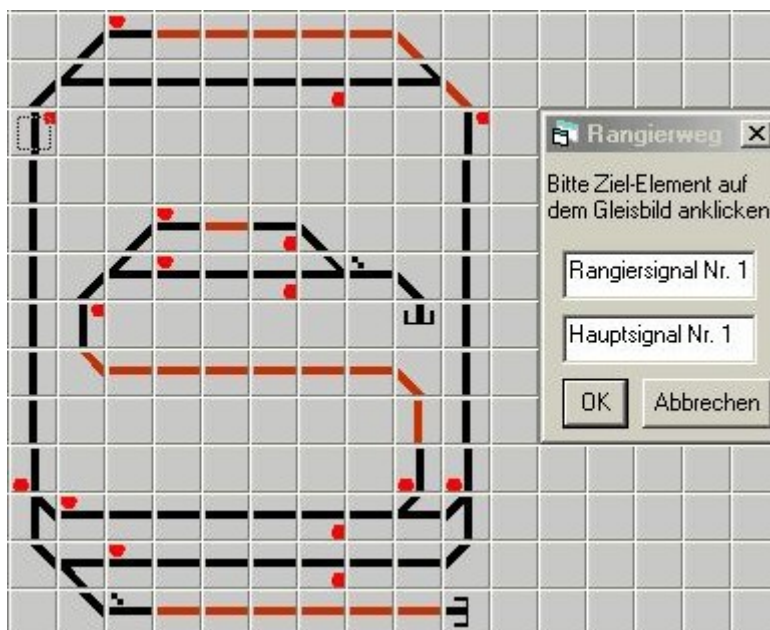 Rangierweg
Bitte Ziel-Element auf
dem Gleisbild anklicken
Rangiersignal Nr. 1
Hauptsignal Nr. 1
OK
Abbrechen